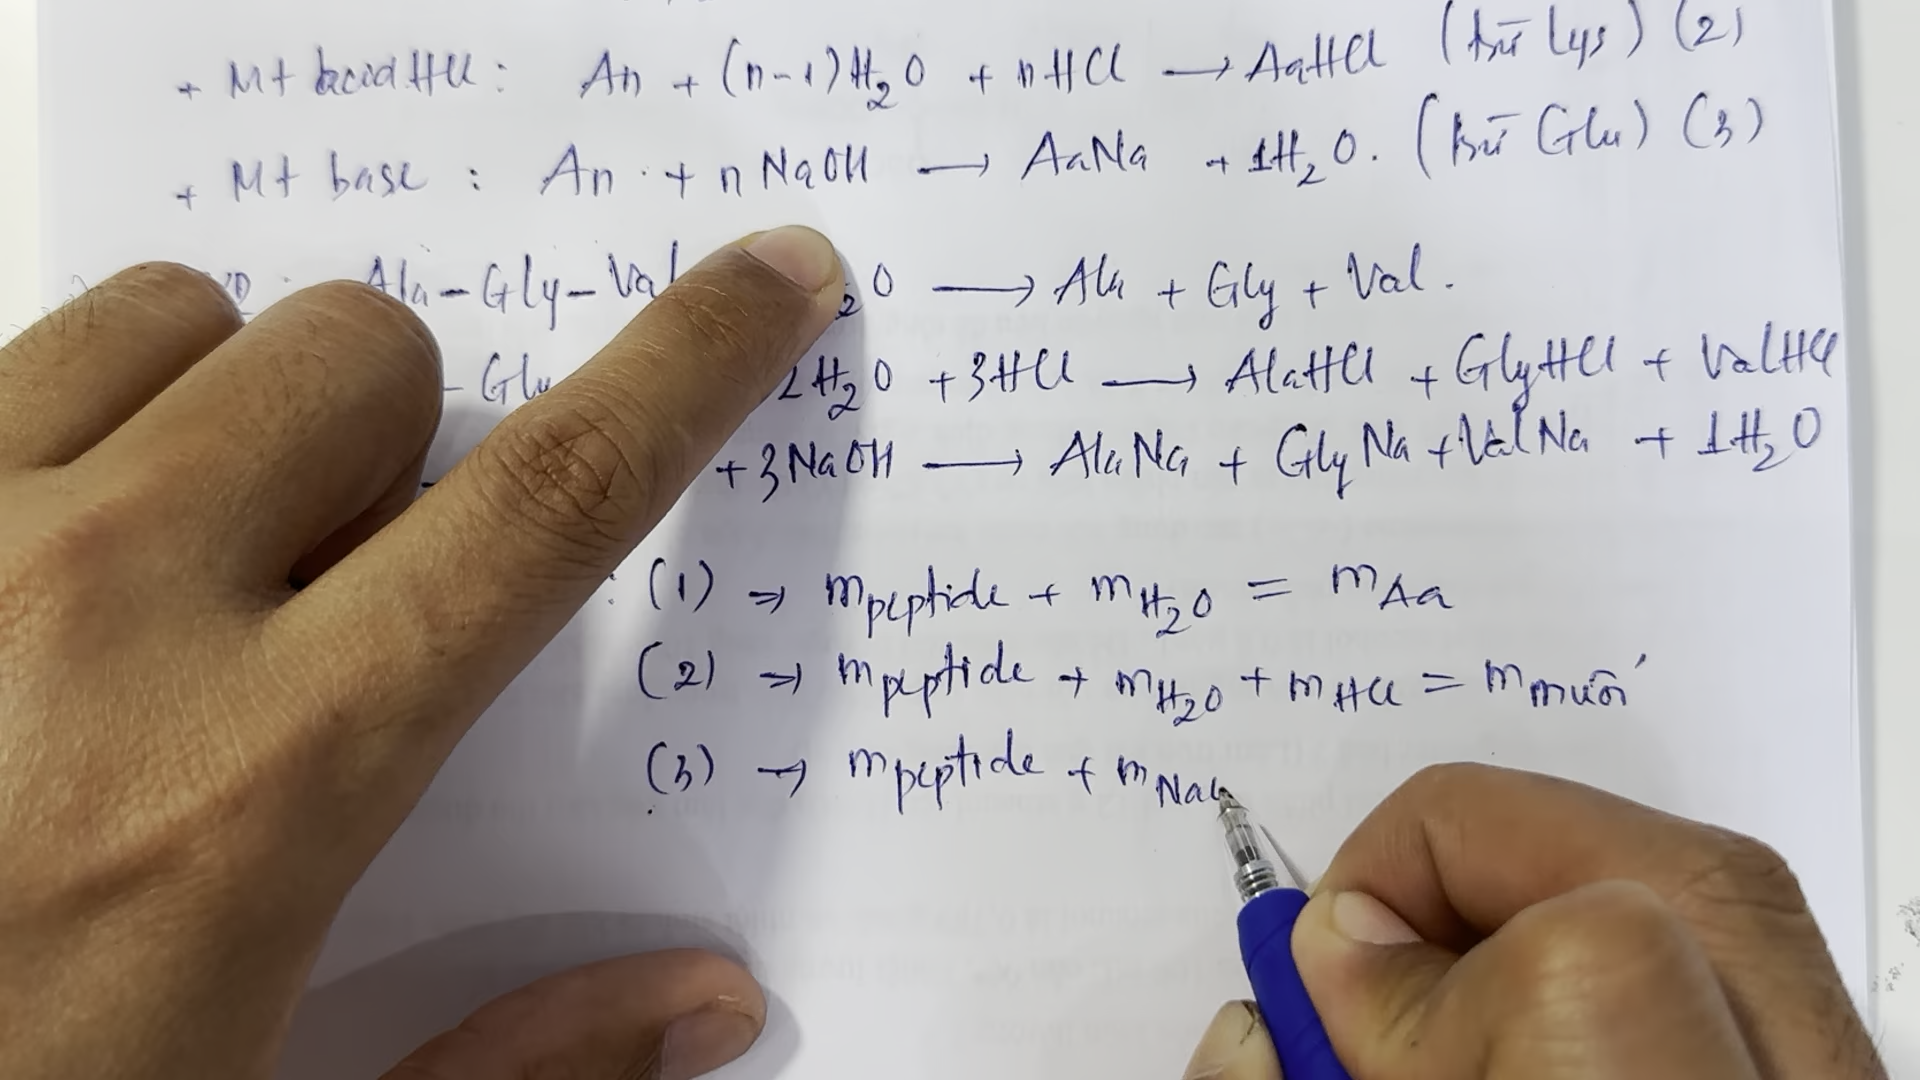 + Mt acid HCl : An + (n-1)H₂O + nHCl → AaHCl (trừ Lys) (2)
+ Mt base : An + nNaOH → AaNa + 1H₂O. (trừ Glu) (3)
Ala-Gly-Val O → Ala + Gly + Val.
- Gly 2H₂O + 3HCl → AlaHCl + GlyHCl + ValHCl
+ 3NaOH → AlaNa + GlyNa + ValNa + 1H₂O
(1) ⇒ mpeptide + mH₂O = mAa
(2) ⇒ mpeptide + mH₂O + mHCl = mmuối
(3) → mpeptide + mNa